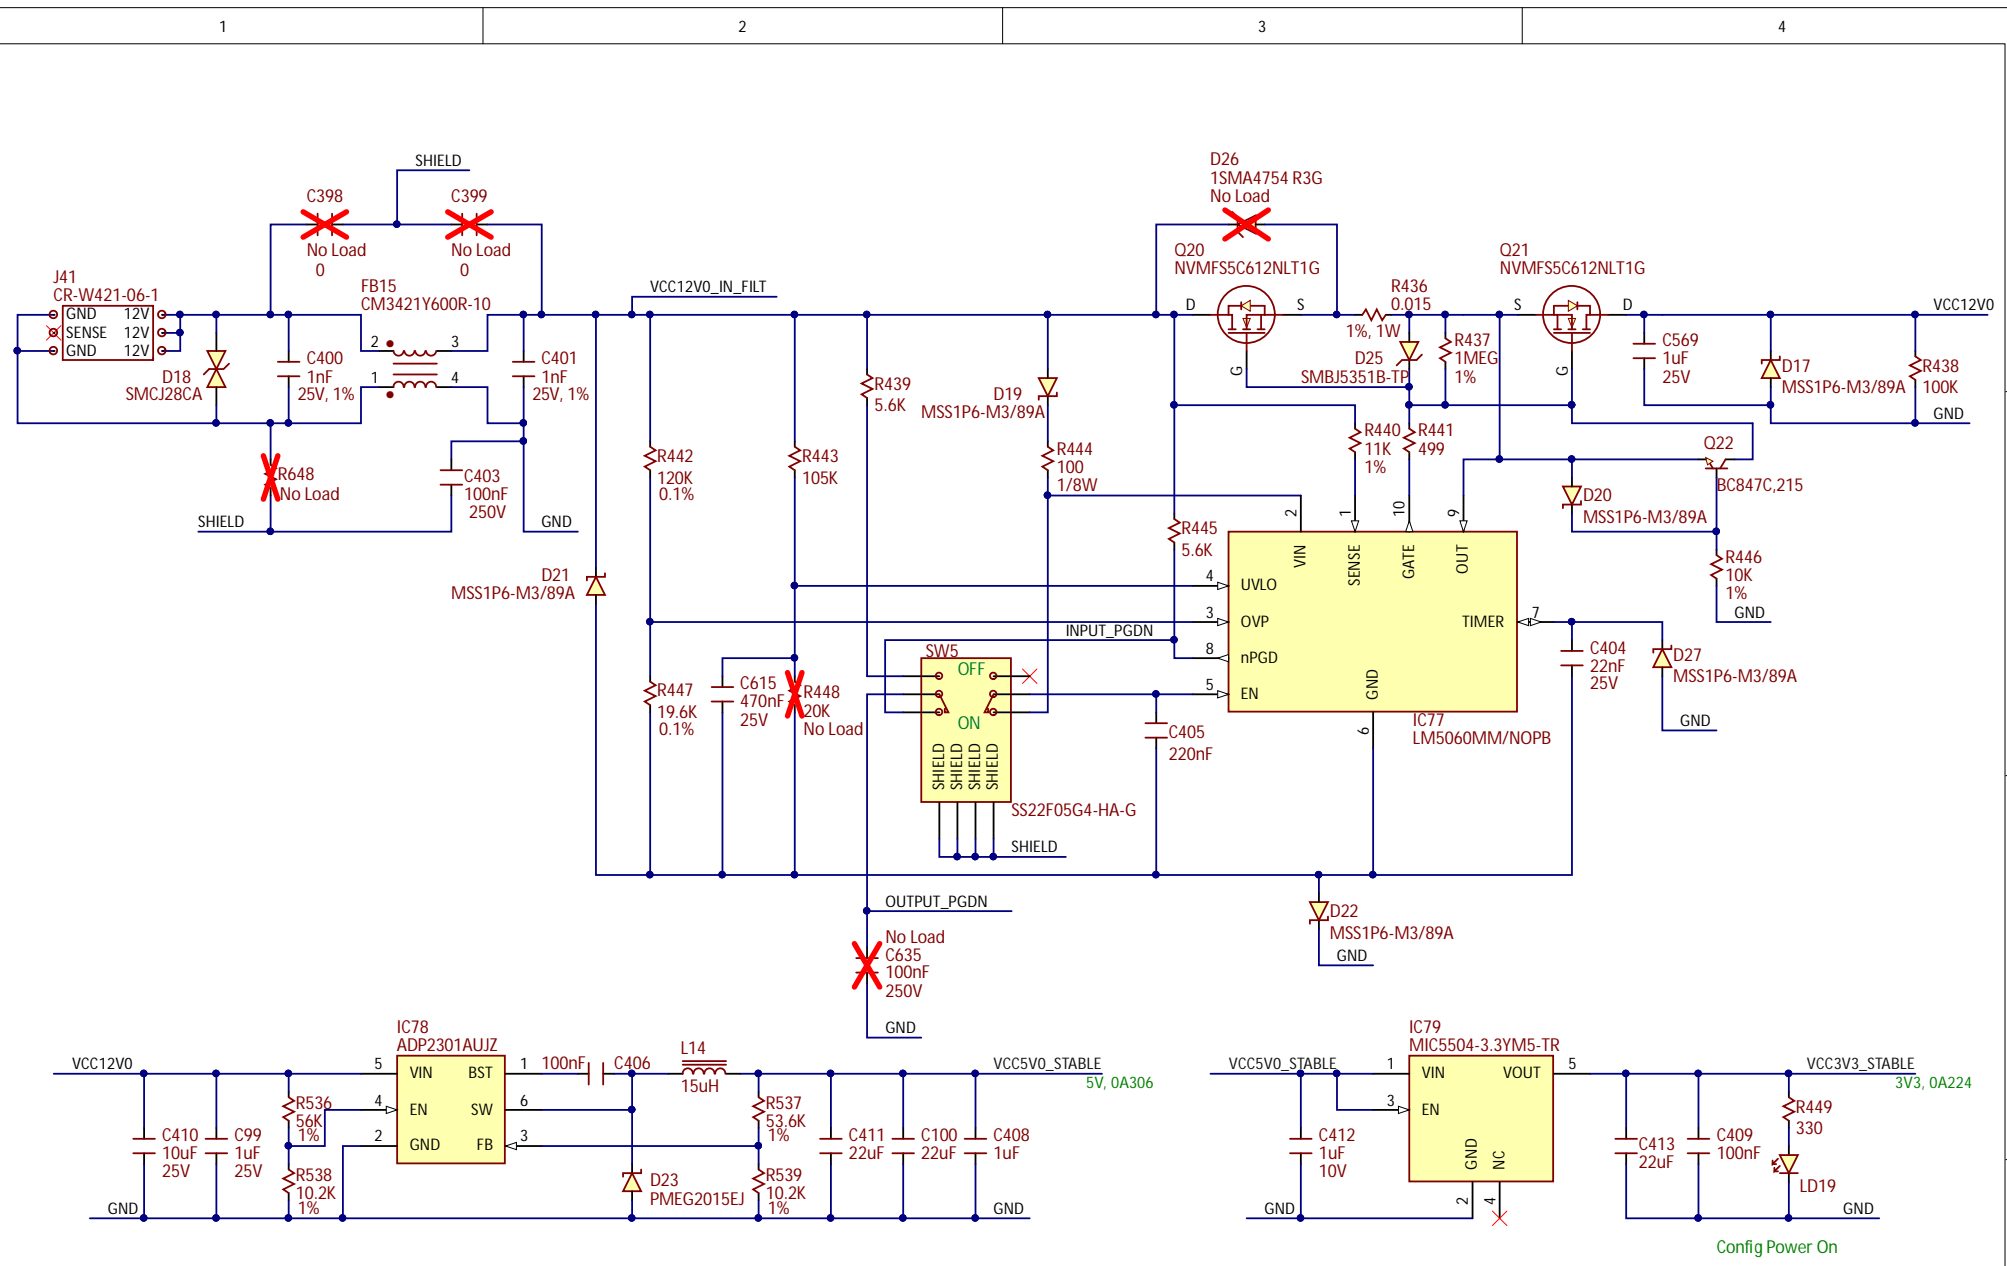 1
2
3
4
SHIELD
C398
No Load
0
C399
No Load
0
D26
1SMA4754 R3G
No Load
J41
CR-W421-06-1
GND
SENSE
GND
12V
12V
12V
D18
SMCJ28CA
C400
1nF
25V, 1%
FB15
CM3421Y600R-10
2
3
1
4
C401
1nF
25V, 1%
VCC12V0_IN_FILT
R648
No Load
C403
100nF
250V
SHIELD
GND
D21
MSS1P6-M3/89A
R442
120K
0.1%
R443
105K
R439
5.6K
D19
MSS1P6-M3/89A
R444
100
1/8W
Q20
NVMFS5C612NLT1G
D
S
G
R436
0.015
1%, 1W
D25
SMBJ5351B-TP
R437
1MEG
1%
Q21
NVMFS5C612NLT1G
S
D
G
C569
1uF
25V
D17
MSS1P6-M3/89A
R438
100K
VCC12V0
GND
R440
11K
1%
R441
499
Q22
BC847C,215
D20
MSS1P6-M3/89A
R446
10K
1%
GND
R445
5.6K
2
1
10
9
VIN
SENSE
GATE
OUT
4
UVLO
3
OVP
8
nPGD
5
EN
TIMER
7
GND
6
IC77
LM5060MM/NOPB
INPUT_PGDN
C404
22nF
25V
D27
MSS1P6-M3/89A
GND
R447
19.6K
0.1%
C615
470nF
25V
R448
20K
No Load
SW5
OFF
ON
SHIELD
SHIELD
SHIELD
SHIELD
SS22F05G4-HA-G
SHIELD
C405
220nF
OUTPUT_PGDN
No Load
C635
100nF
250V
GND
D22
MSS1P6-M3/89A
GND
IC78
ADP2301AUJZ
VCC12V0
5
VIN
BST
1
4
EN
SW
6
2
GND
FB
3
100nF
C406
L14
15uH
VCC5V0_STABLE
5V, 0A306
C410
10uF
25V
C99
1uF
25V
R536
56K
1%
R538
10.2K
1%
D23
PMEG2015EJ
R537
53.6K
1%
R539
10.2K
1%
C411
22uF
C100
22uF
C408
1uF
GND
GND
IC79
MIC5504-3.3YM5-TR
VCC5V0_STABLE
1
VIN
VOUT
5
3
EN
GND
NC
2
4
VCC3V3_STABLE
3V3, 0A224
C412
1uF
10V
C413
22uF
C409
100nF
R449
330
LD19
GND
GND
Config Power On